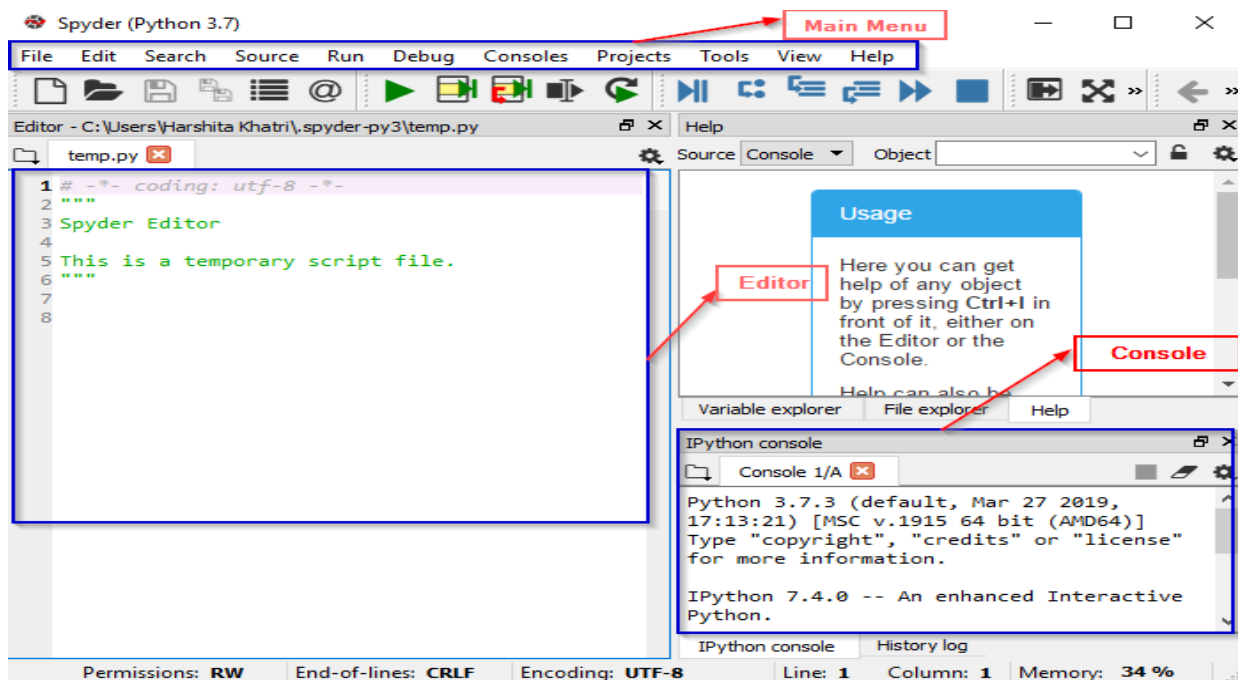 Spyder (Python 3.7)
Main Menu
File Edit Search Source Run Debug Consoles Projects Tools View Help
Editor - C:\Users\Harshita Khatri\.spyder-py3\temp.py
temp.py
1 # -*- coding: utf-8 -*-
2 """
3 Spyder Editor
4
5 This is a temporary script file.
6 """
7
8
Editor
Help
Source Console Object
Usage
Here you can get
help of any object
by pressing Ctrl+I in
front of it, either on
the Editor or the
Console.
Help can also be
Console
Variable explorer File explorer Help
IPython console
Console 1/A
Python 3.7.3 (default, Mar 27 2019,
17:13:21) [MSC v.1915 64 bit (AMD64)]
Type "copyright", "credits" or "license"
for more information.
IPython 7.4.0 -- An enhanced Interactive
Python.
IPython console History log
Permissions: RW End-of-lines: CRLF Encoding: UTF-8 Line: 1 Column: 1 Memory: 34 %